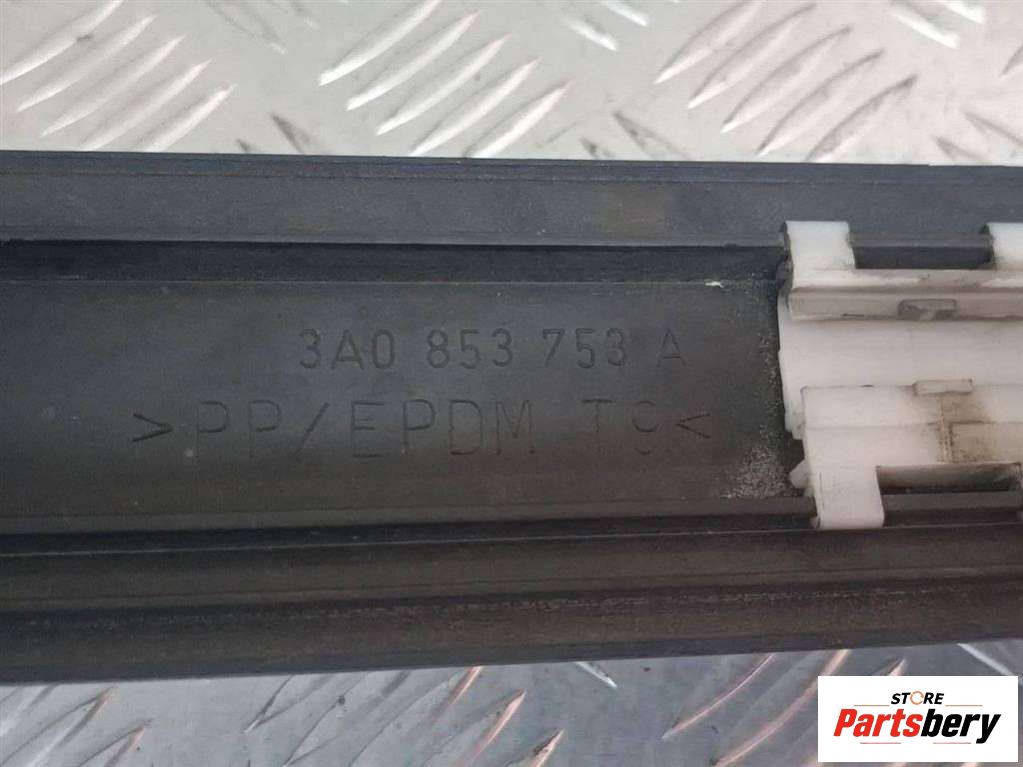 3A0 853 753 A
>PP/EPDM T9<
STORE
Partsbery